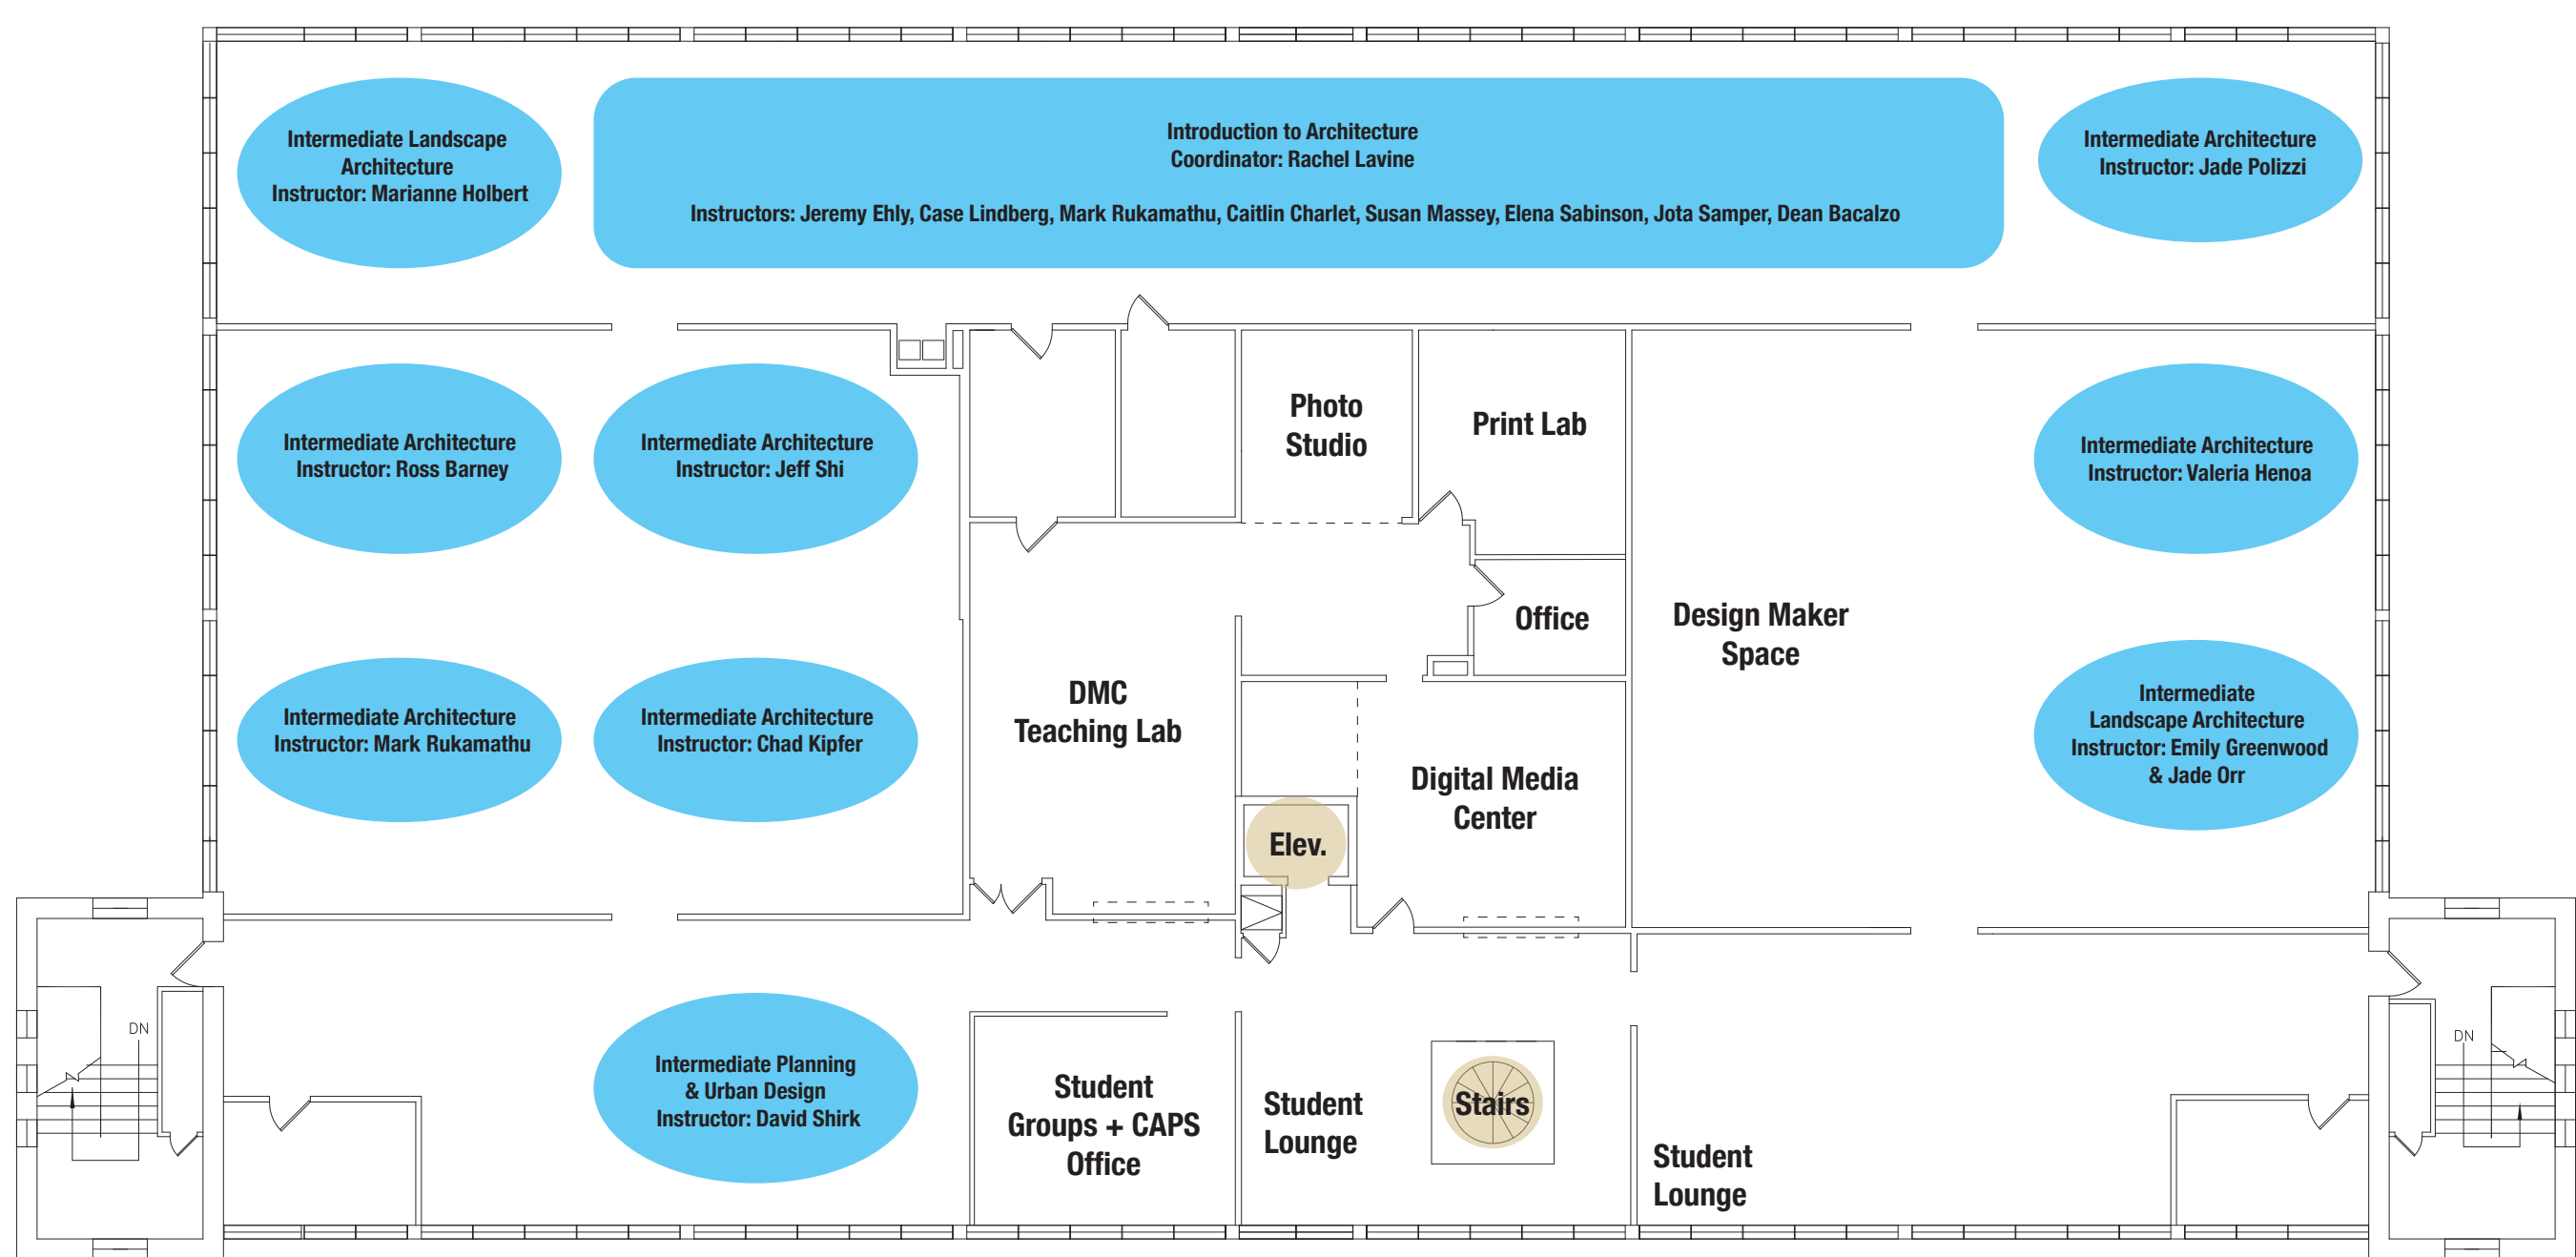 Intermediate Landscape
Architecture
Instructor: Marianne Holbert
Introduction to Architecture
Coordinator: Rachel Lavine
Instructors: Jeremy Ehly, Case Lindberg, Mark Rukamathu, Caitlin Charlet, Susan Massey, Elena Sabinson, Jota Samper, Dean Bacalzo
Intermediate Architecture
Instructor: Jade Polizzi
Intermediate Architecture
Instructor: Ross Barney
Intermediate Architecture
Instructor: Jeff Shi
Photo
Studio
Print Lab
Intermediate Architecture
Instructor: Valeria Henoa
Office
Design Maker
Space
Intermediate Architecture
Instructor: Mark Rukamathu
Intermediate Architecture
Instructor: Chad Kipfer
DMC
Teaching Lab
Digital Media
Center
Elev.
Intermediate
Landscape Architecture
Instructor: Emily Greenwood
& Jade Orr
DN
Intermediate Planning
& Urban Design
Instructor: David Shirk
Student
Groups + CAPS
Office
Student
Lounge
Stairs
Student
Lounge
DN